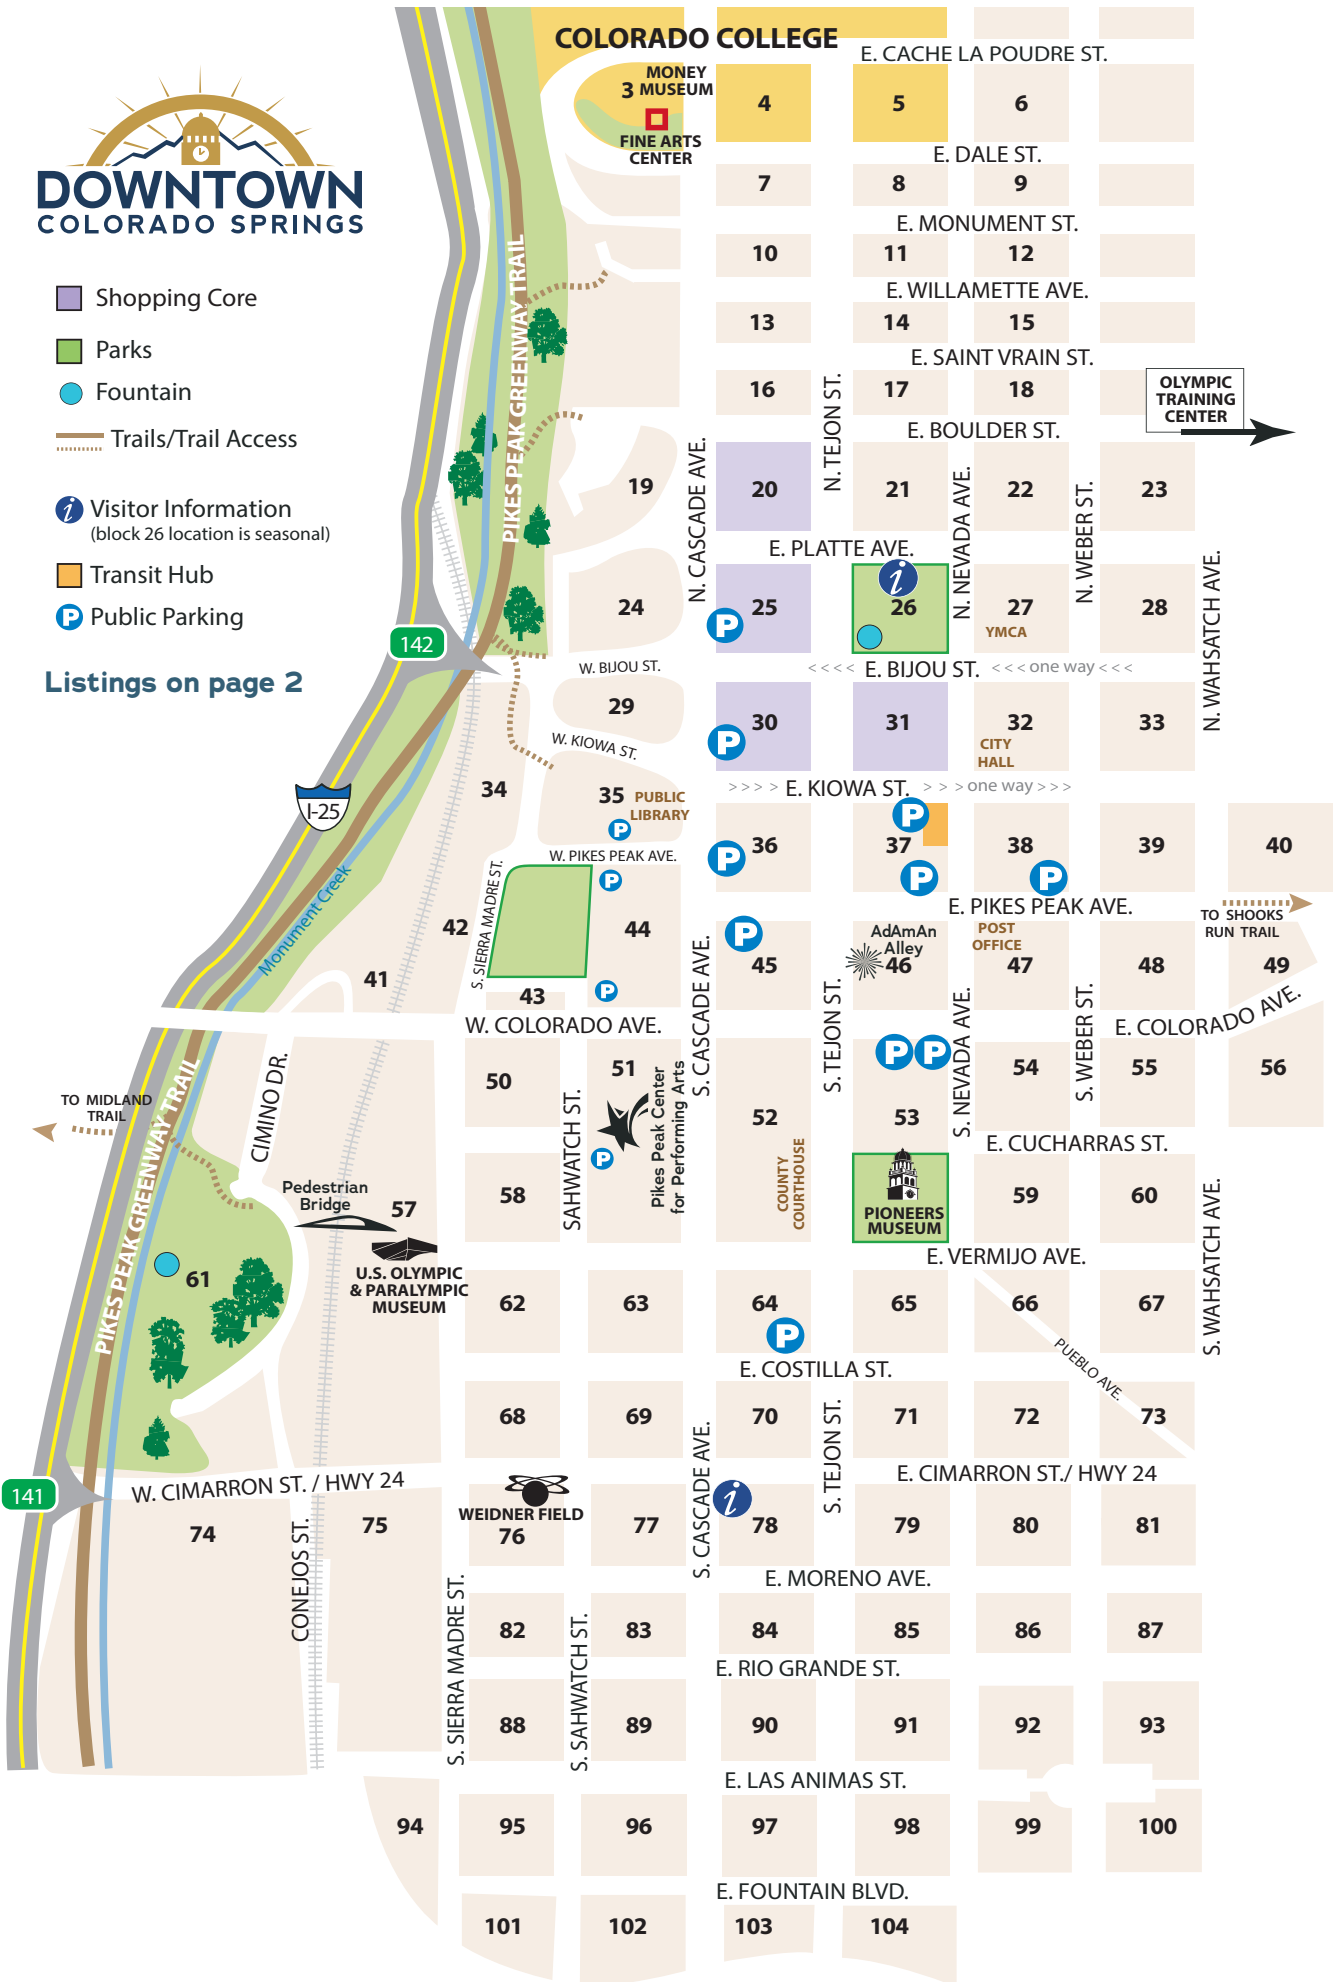 COLORADO COLLEGE
E. CACHE LA POUDRE ST.
MONEY
3 MUSEUM
FINE ARTS
CENTER
4
5
6
E. DALE ST.
DOWNTOWN
COLORADO SPRINGS
7
8
9
E. MONUMENT ST.
10
11
12
E. WILLAMETTE AVE.
Shopping Core
Parks
Fountain
Trails/Trail Access
Visitor Information
(block 26 location is seasonal)
Transit Hub
P Public Parking
Listings on page 2
PIKES PEAK GREENWAY TRAIL
13
14
15
E. SAINT VRAIN ST.
16
N. TEJON ST.
17
18
OLYMPIC
TRAINING
CENTER
E. BOULDER ST.
19
N. CASCADE AVE.
20
21
N. NEVADA AVE.
22
N. WEBER ST.
23
E. PLATTE AVE.
i
24
P
25
26
27
YMCA
28
N. WAHSATCH AVE.
142
W. BIJOU ST.
< < < < E. BIJOU ST. < < < one way < < <
29
W. KIOWA ST.
P
30
31
32
CITY
HALL
33
34
I-25
35 PUBLIC
LIBRARY
P
> > > > E. KIOWA ST. > > > one way > > >
W. PIKES PEAK AVE.
P
36
P
37
P
38
P
39
40
E. PIKES PEAK AVE.
TO SHOOKS
RUN TRAIL
Monument Creek
S. SIERRA MADRE ST.
P
41
42
43
44
P
S. CASCADE AVE.
P
45
AdAmAn
Alley
46
POST
OFFICE
47
48
49
W. COLORADO AVE.
S. TEJON ST.
S. NEVADA AVE.
S. WEBER ST.
E. COLORADO AVE.
TO MIDLAND
TRAIL
PIKES PEAK GREENWAY TRAIL
CIMINO DR.
50
51
Pikes Peak Center
for Performing Arts
P
SAHWATCH ST.
52
COUNTY
COURTHOUSE
P P
53
54
55
56
E. CUCHARRAS ST.
Pedestrian
Bridge
57
58
PIONEERS
MUSEUM
59
60
S. WAHSATCH AVE.
E. VERMIJO AVE.
61
U.S. OLYMPIC
& PARALYMPIC
MUSEUM
62
63
64
P
65
66
67
E. COSTILLA ST.
PUEBLO AVE.
68
69
70
71
72
73
S. CASCADE AVE.
S. TEJON ST.
141
W. CIMARRON ST. / HWY 24
E. CIMARRON ST./ HWY 24
WEIDNER FIELD
i
74
75
76
77
78
79
80
81
CONEJOS ST.
E. MORENO AVE.
S. SIERRA MADRE ST.
S. SAHWATCH ST.
82
83
84
85
86
87
E. RIO GRANDE ST.
88
89
90
91
92
93
E. LAS ANIMAS ST.
94
95
96
97
98
99
100
E. FOUNTAIN BLVD.
101
102
103
104